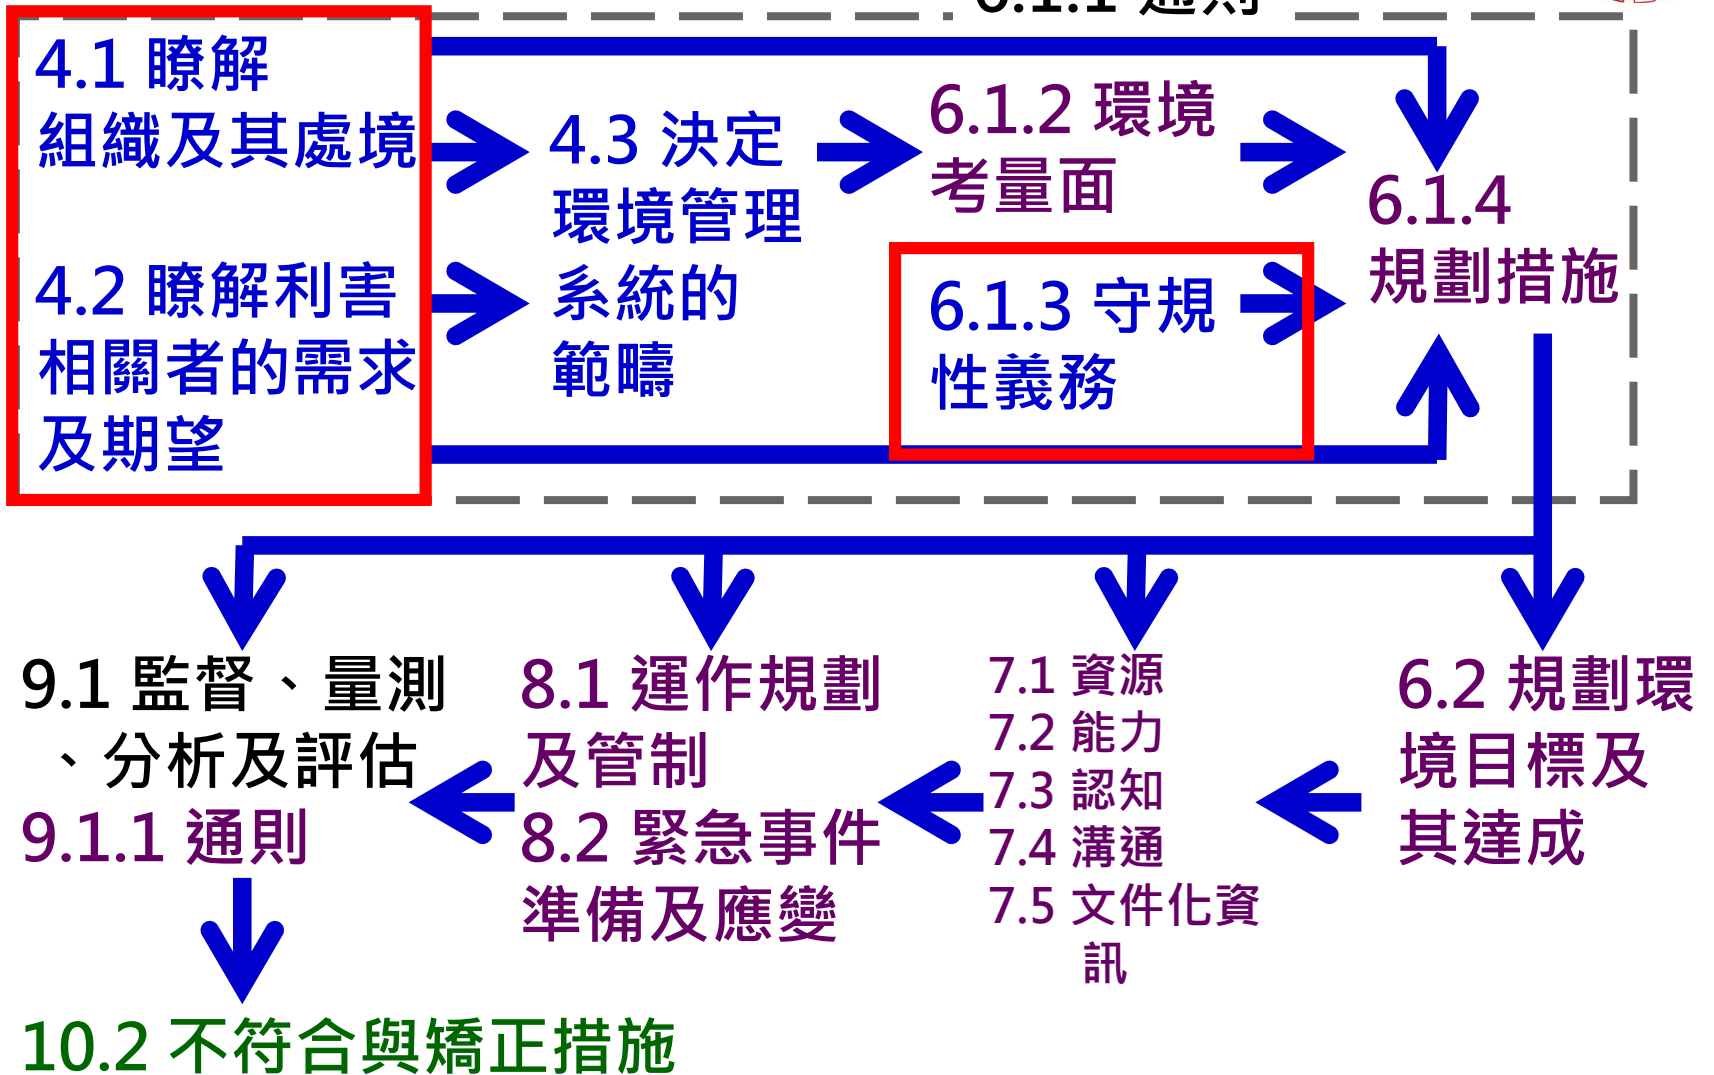 6.1.1 通則
4.1 瞭解
組織及其處境
4.2 瞭解利害
相關者的需求
及期望
4.3 決定
環境管理
系統的
範疇
6.1.2 環境
考量面
6.1.3 守規
性義務
6.1.4
規劃措施
9.1 監督、量測
、分析及評估
9.1.1 通則
8.1 運作規劃
及管制
8.2 緊急事件
準備及應變
7.1 資源
7.2 能力
7.3 認知
7.4 溝通
7.5 文件化資
訊
6.2 規劃環
境目標及
其達成
10.2 不符合與矯正措施